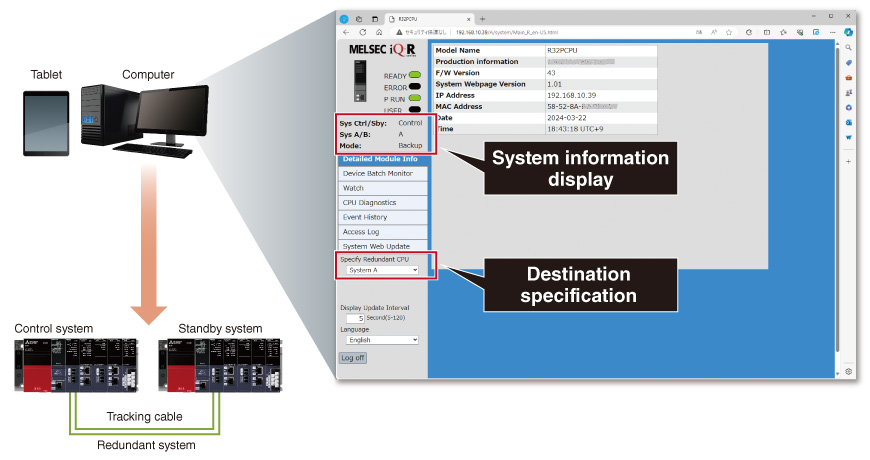 Tablet
Computer
Control system
Standby system
Tracking cable
Redundant system
R32PCPU
セキュリティ保護なし
192.168.10.39/A/system/Main_R_en-US.html
MELSEC iQ-R
READY
ERROR
P RUN
USER
Sys Ctrl/Sby: Control
Sys A/B: A
Mode: Backup
Detailed Module Info
Device Batch Monitor
Watch
CPU Diagnostics
Event History
Access Log
System Web Update
Specify Redundant CPU
System A
Display Update Interval
5 Second(5-120)
Language
English
Log off
Model Name R32PCPU
Production information
F/W Version 43
System Webpage Version 1.01
IP Address 192.168.10.39
MAC Address 58-52-8A-
Date 2024-03-22
Time 18:43:18 UTC+9
System information
display
Destination
specification